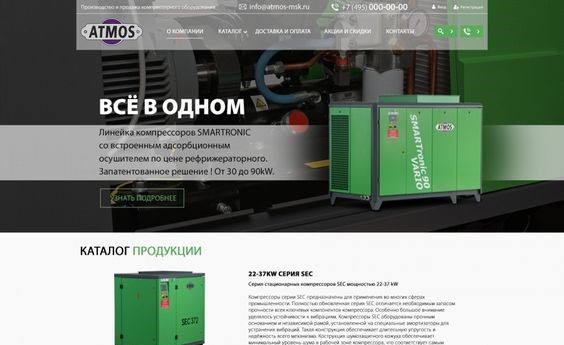 Производство и продажа компрессорного оборудования
info@atmos-msk.ru
+7 (495) 000-00-00
Вход
Регистрация
ATMOS
О КОМПАНИИ
КАТАЛОГ
ДОСТАВКА И ОПЛАТА
АКЦИИ И СКИДКИ
КОНТАКТЫ
ВСЁ В ОДНОМ
Линейка компрессоров SMARTRONIC
со встроенным адсорбционным
осушителем по цене рефрижераторного.
Запатентованное решение ! От 30 до 90kW.
УЗНАТЬ ПОДРОБНЕЕ
ATMOS
SMARTronic 90
VARIO
КАТАЛОГ ПРОДУКЦИИ
SEC 372
22-37KW СЕРИЯ SEC
Серия стационарных компрессоров SEC мощностью 22-37 kW
Компрессоры серии SEC предназначены для применения во многих сферах
промышленности. Полностью обновленная серия SEC отличается необходимым запасом
прочности всех ключевых компонентов компрессора. Особенно большое внимание
уделялось устойчивости к вибрациям. Компрессоры SEC оборудованы прочным
основанием и независимой рамой, установленной на специальные амортизаторы для
устранения вибраций. Такая конструкция обеспечивает длительную упругость и
надёжность всего механизма. Конструкция шумозащитного кожуха обеспечивает
минимальный уровень шума в рабочей зоне компрессора, что соответствует самым